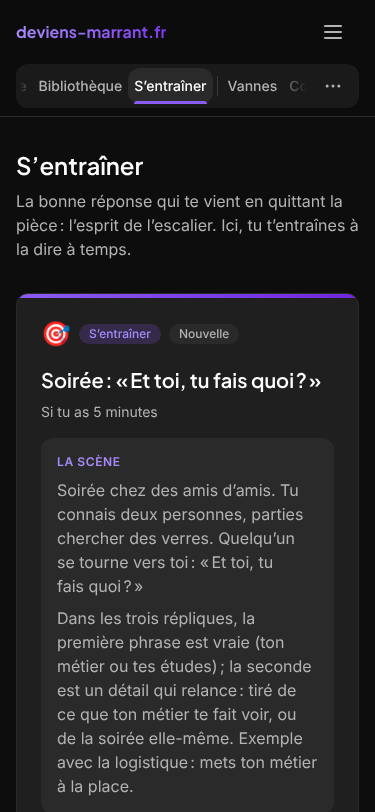 deviens-marrant.fr
e Bibliothèque S’entraîner Vannes Co ···
S’entraîner
La bonne réponse qui te vient en quittant la
pièce : l’esprit de l’escalier. Ici, tu t’entraînes à
la dire à temps.
S’entraîner Nouvelle
Soirée : « Et toi, tu fais quoi ? »
Si tu as 5 minutes
LA SCÈNE
Soirée chez des amis d’amis. Tu
connais deux personnes, parties
chercher des verres. Quelqu’un
se tourne vers toi : « Et toi, tu
fais quoi ? »
Dans les trois répliques, la
première phrase est vraie (ton
métier ou tes études) ; la seconde
est un détail qui relance : tiré de
ce que ton métier te fait voir, ou
de la soirée elle-même. Exemple
avec la logistique : mets ton métier
à la place.